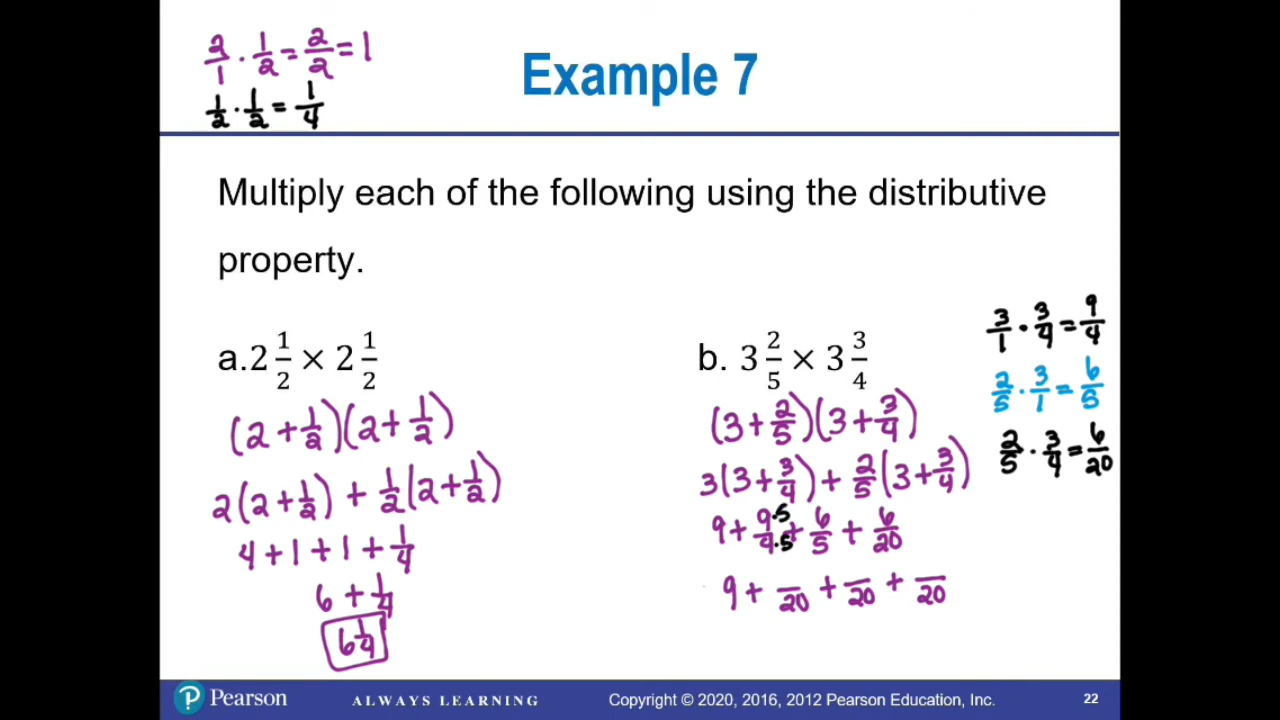 2/1 · 1/2 = 2/2 = 1
1/2 · 1/2 = 1/4
Example 7
Multiply each of the following using the distributive
property.
a. 2 1/2 × 2 1/2
(2 + 1/2)(2 + 1/2)
2(2 + 1/2) + 1/2(2 + 1/2)
4 + 1 + 1 + 1/4
6 + 1/4
6 1/4
b. 3 2/5 × 3 3/4
(3 + 2/5)(3 + 3/4)
3(3 + 3/4) + 2/5(3 + 3/4)
9 + 9·5/4·5 + 6/5 + 6/20
9 + /20 + /20 + /20
3/1 · 3/4 = 9/4
2/5 · 3/1 = 6/5
2/5 · 3/4 = 6/20
P Pearson
ALWAYS LEARNING
Copyright © 2020, 2016, 2012 Pearson Education, Inc.
22